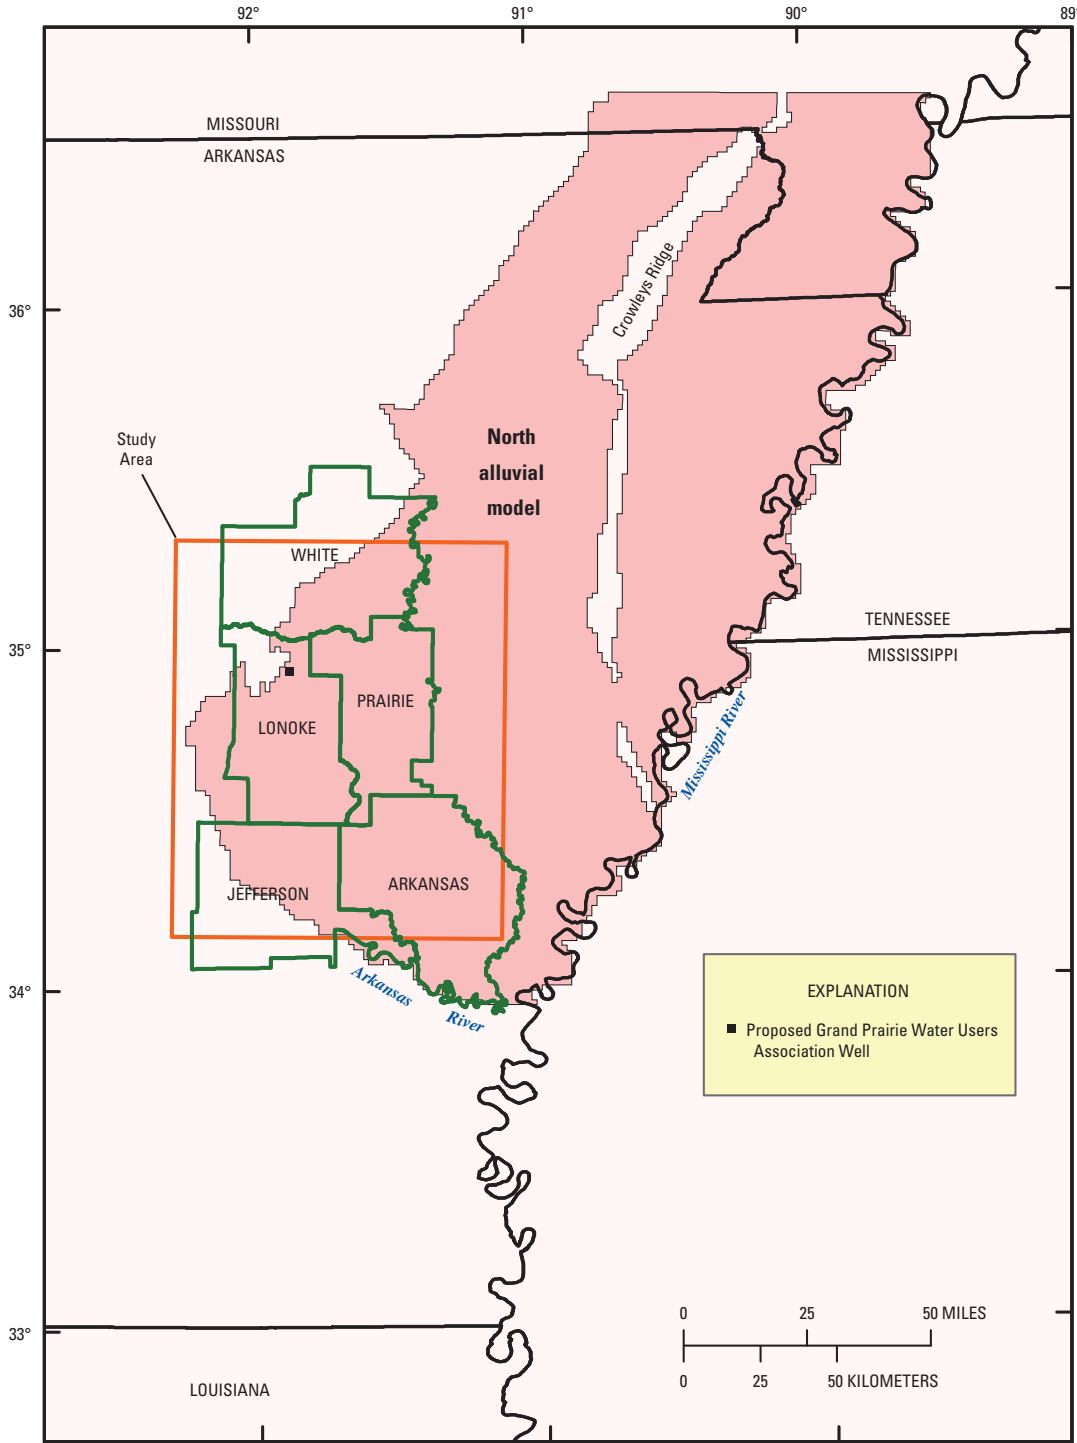 92°
91°
90°
89°
MISSOURI
ARKANSAS
Crowleys Ridge
36°
North
alluvial
model
Study
Area
WHITE
TENNESSEE
MISSISSIPPI
35°
PRAIRIE
LONOKE
Mississippi River
ARKANSAS
JEFFERSON
34°
Arkansas
River
EXPLANATION
Proposed Grand Prairie Water Users
Association Well
0 25 50 MILES
33°
0 25 50 KILOMETERS
LOUISIANA